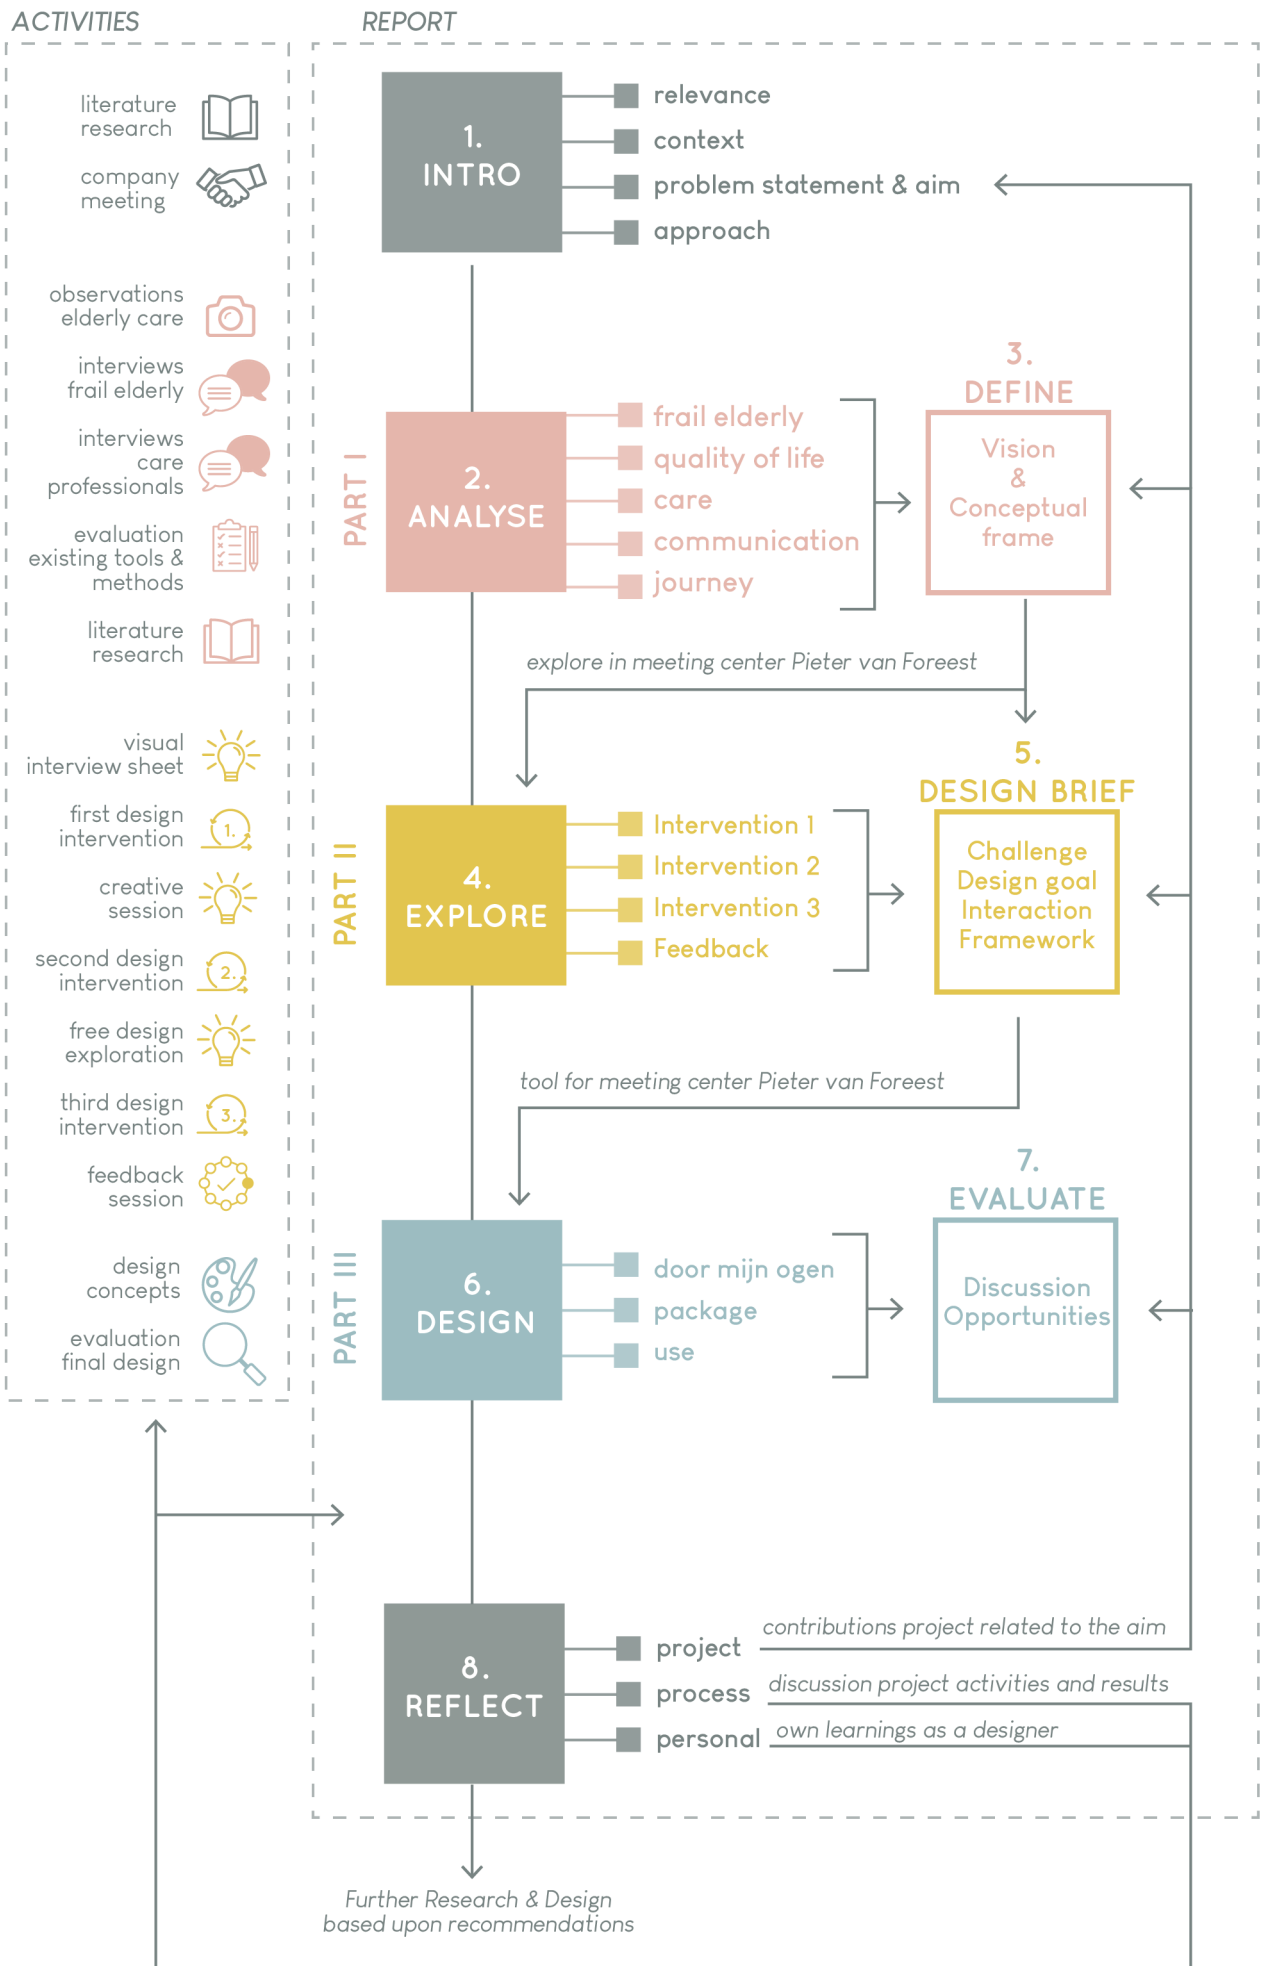 ACTIVITIES
literature
research
company
meeting
observations
elderly care
interviews
frail elderly
interviews
care
professionals
evaluation
existing tools &
methods
literature
research
visual
interview sheet
first design
intervention
1.
creative
session
second design
intervention
2.
free design
exploration
third design
intervention
3.
feedback
session
design
concepts
evaluation
final design
REPORT
1.
INTRO
relevance
context
problem statement & aim
approach
PART I
2.
ANALYSE
frail elderly
quality of life
care
communication
journey
3.
DEFINE
Vision
&
Conceptual
frame
explore in meeting center Pieter van Foreest
PART II
4.
EXPLORE
Intervention 1
Intervention 2
Intervention 3
Feedback
5.
DESIGN BRIEF
Challenge
Design goal
Interaction
Framework
tool for meeting center Pieter van Foreest
PART III
6.
DESIGN
door mijn ogen
package
use
7.
EVALUATE
Discussion
Opportunities
8.
REFLECT
project
contributions project related to the aim
process
discussion project activities and results
personal
own learnings as a designer
Further Research & Design
based upon recommendations